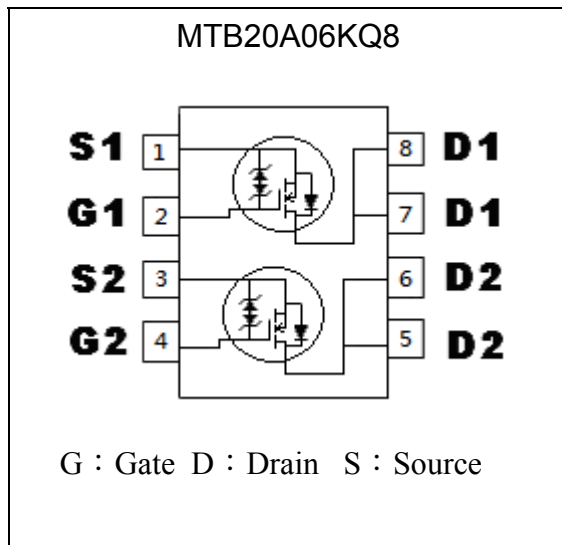 MTB20A06KQ8
S1 1 8 D1
G1 2 7 D1
S2 3 6 D2
G2 4 5 D2
G：Gate D：Drain S：Source